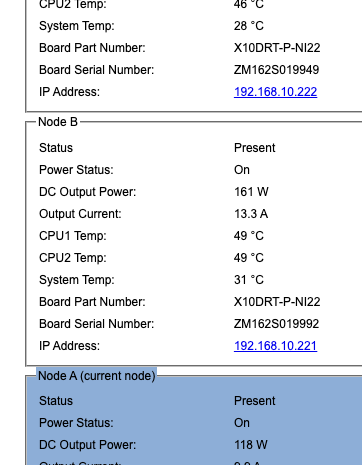 CPU2 Temp: 46 °C
System Temp: 28 °C
Board Part Number: X10DRT-P-NI22
Board Serial Number: ZM162S019949
IP Address: 192.168.10.222
Node B
Status Present
Power Status: On
DC Output Power: 161 W
Output Current: 13.3 A
CPU1 Temp: 49 °C
CPU2 Temp: 49 °C
System Temp: 31 °C
Board Part Number: X10DRT-P-NI22
Board Serial Number: ZM162S019992
IP Address: 192.168.10.221
Node A (current node)
Status Present
Power Status: On
DC Output Power: 118 W
Output Current: